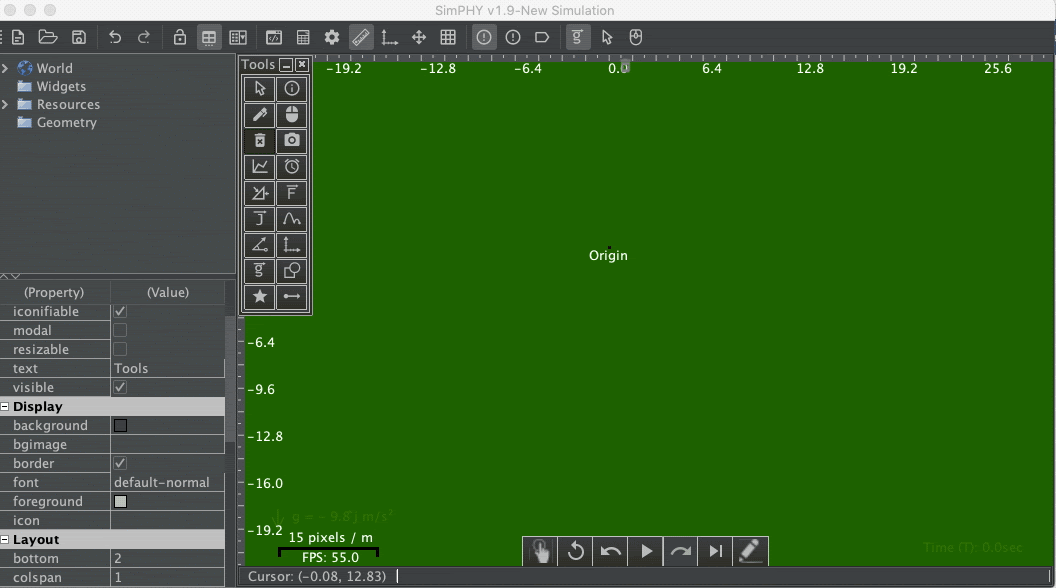 SimPHY v1.9-New Simulation
World
Widgets
Resources
Geometry
Tools
-19.2 -12.8 -6.4 0.0 6.4 12.8 19.2 25.6
Origin
-6.4
-9.6
-12.8
-16.0
-19.2
(Property) (Value)
iconifiable
modal
resizable
text Tools
visible
Display
background
bgimage
border
font default-normal
foreground
icon
Layout
bottom 2
colspan 1
g = - 9.8 j m/s²
15 pixels / m
FPS: 55.0
Time (T): 0.0sec
Cursor: (-0.08, 12.83)